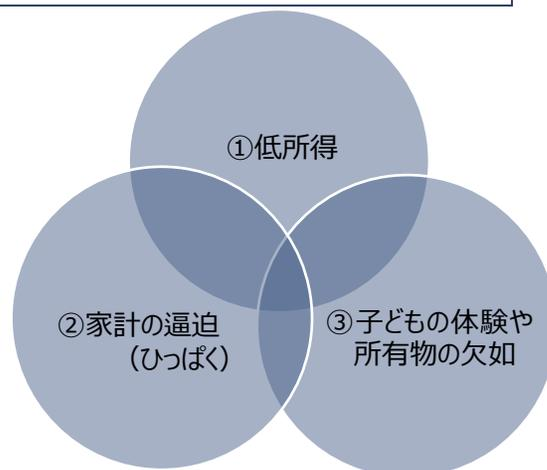 ①低所得
②家計の逼迫
（ひっぱく）
③子どもの体験や
所有物の欠如